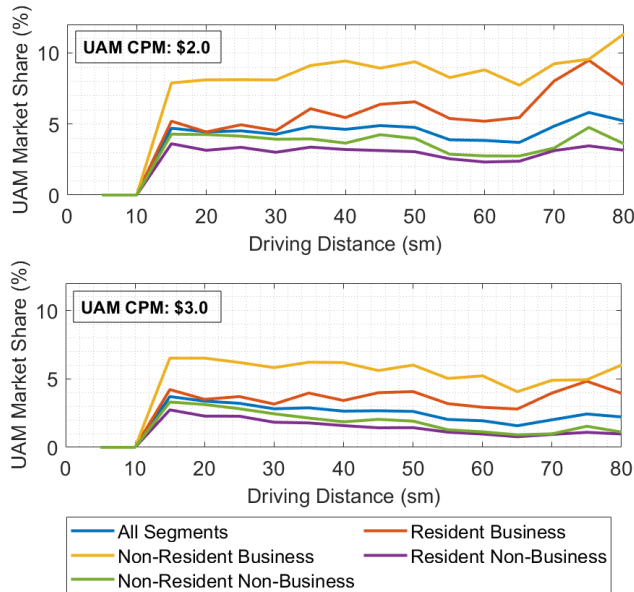 UAM Market Share (%)
10
5
0
UAM CPM: $2.0
0 10 20 30 40 50 60 70 80
Driving Distance (sm)
UAM Market Share (%)
10
5
0
UAM CPM: $3.0
0 10 20 30 40 50 60 70 80
Driving Distance (sm)
All Segments Resident Business
Non-Resident Business Resident Non-Business
Non-Resident Non-Business